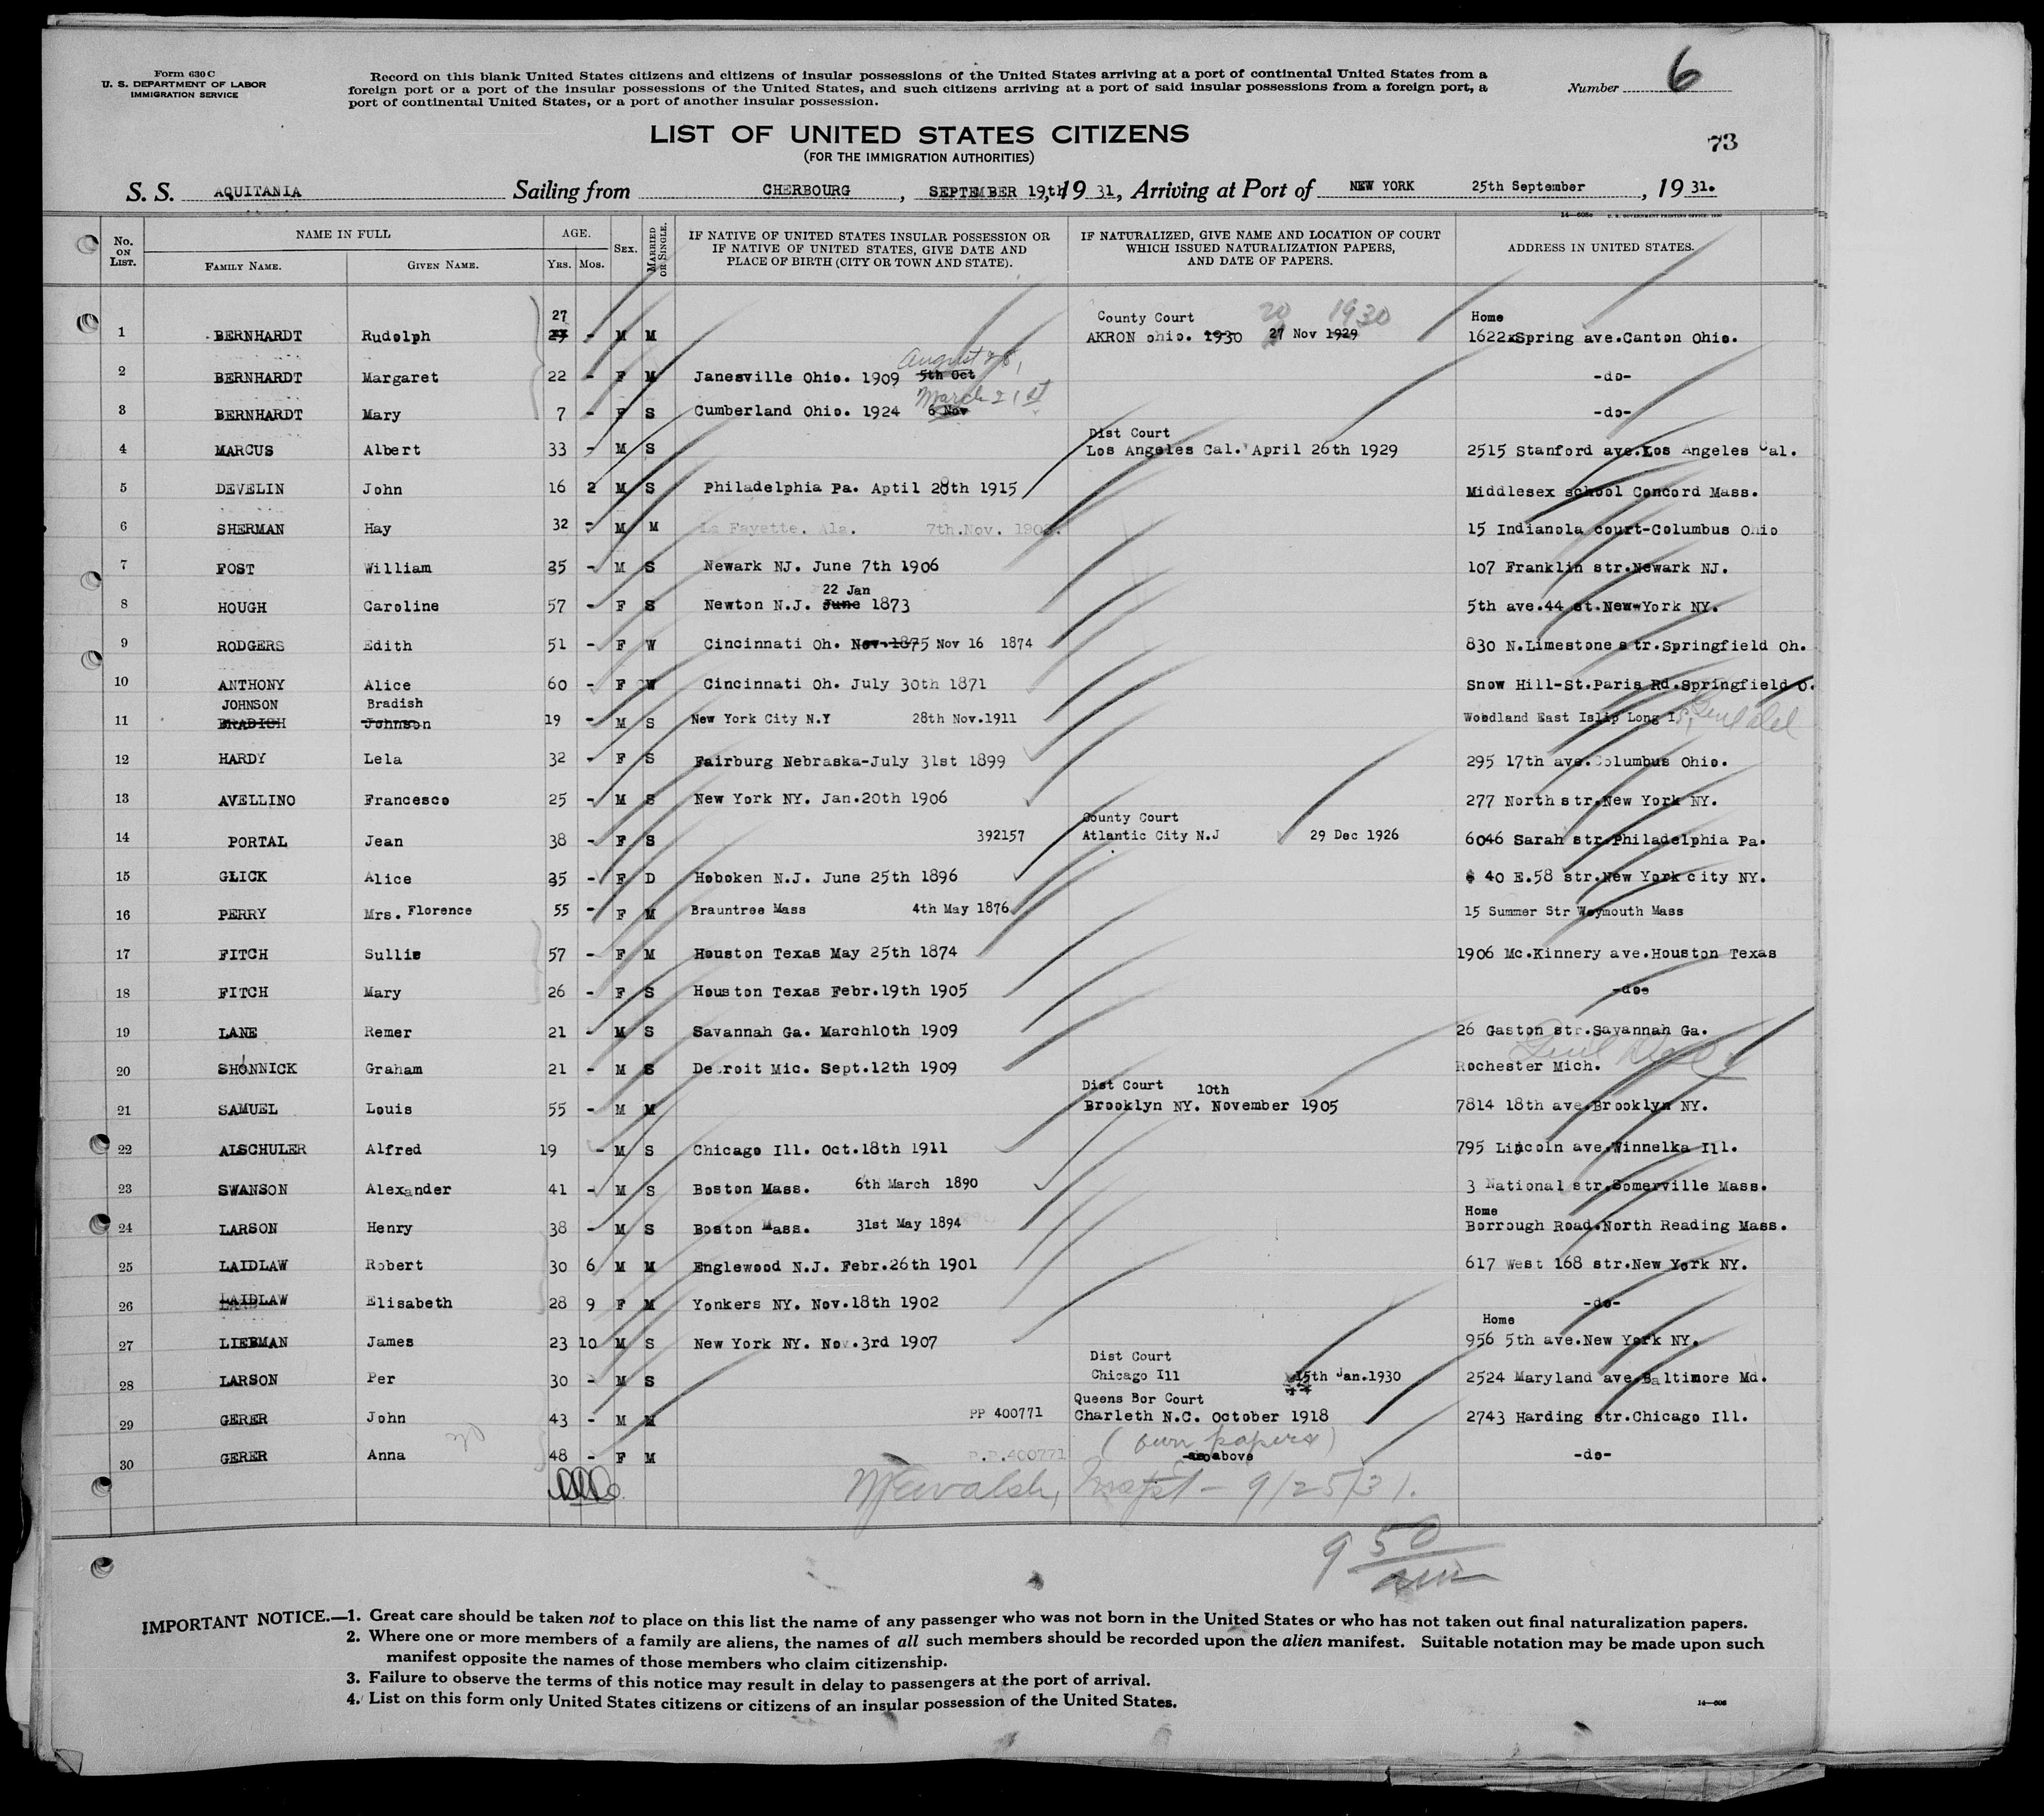 Form 630 C
U. S. DEPARTMENT OF LABOR
IMMIGRATION SERVICE
Record on this blank United States citizens and citizens of insular possessions of the United States arriving at a port of continental United States from a
foreign port or a port of the insular possessions of the United States, and such citizens arriving at a port of said insular possessions from a foreign port, a
port of continental United States, or a port of another insular possession.
Number 6
73
LIST OF UNITED STATES CITIZENS
(FOR THE IMMIGRATION AUTHORITIES)
S. S. AQUITANIA Sailing from CHERBOURG, SEPTEMBER 19,th 19 31, Arriving at Port of NEW YORK 25th September, 19 31.
No. ON LIST. NAME IN FULL FAMILY NAME. GIVEN NAME. AGE. YRS. MOS. SEX. MARRIED OR SINGLE. IF NATIVE OF UNITED STATES INSULAR POSSESSION OR IF NATIVE OF UNITED STATES, GIVE DATE AND PLACE OF BIRTH (CITY OR TOWN AND STATE). IF NATURALIZED, GIVE NAME AND LOCATION OF COURT WHICH ISSUED NATURALIZATION PAPERS, AND DATE OF PAPERS. ADDRESS IN UNITED STATES.
27 County Court 20 1930 Home
1 BERNHARDT Rudolph - M M AKRON ohio. 1930 27 Nov 1929 1622 Spring ave.Canton Ohio.
August 28,
2 BERNHARDT Margaret 22 - F M Janesville Ohio. 1909 5th Oct -do-
March 21st
3 BERNHARDT Mary 7 - F S Cumberland Ohio. 1924 6 Nov -do-
Dist Court
4 MARCUS Albert 33 - M S Los Angeles Cal. April 26th 1929 2515 Stanford ave.Los Angeles Cal.
5 DEVELIN John 16 2 M S Philadelphia Pa. Aptil 28th 1915 Middlesex school Concord Mass.
6 SHERMAN Hay 32 - M M La Fayette. Ala. 7th.Nov. 15 Indianola court-Columbus Ohio
7 FOST William 25 - M S Newark NJ. June 7th 1906 107 Franklin str.Newark NJ.
22 Jan
8 HOUGH Caroline 57 - F S Newton N.J. June 1873 5th ave.44 st.New-York NY.
9 RODGERS Edith 51 - F W Cincinnati Oh. Nov.1875 Nov 16 1874 830 N.Limestone str.Springfield Oh.
10 ANTHONY Alice 60 - F W Cincinnati Oh. July 30th 1871 Snow Hill-St.Paris Rd.Springfield O.
JOHNSON Bradish
11 BRADISH Johnson 19 - M S New York City N.Y 28th Nov.1911 Woodland East Islip Long Is. Genl Del
12 HARDY Lela 32 - F S Fairburg Nebraska-July 31st 1899 295 17th ave.Columbus Ohio.
13 AVELLINO Francesco 25 - M S New York NY. Jan.20th 1906 277 North str.New York NY.
County Court
14 PORTAL Jean 38 - F S 392157 Atlantic City N.J 29 Dec 1926 6046 Sarah str.Philadelphia Pa.
15 GLICK Alice 35 - F D Hoboken N.J. June 25th 1896 40 E.58 str.New York city NY.
16 PERRY Mrs. Florence 55 - F M Brauntree Mass 4th May 1876 15 Summer Str Weymouth Mass
17 FITCH Sullie 57 - F M Houston Texas May 25th 1874 1906 Mc.Kinnery ave.Houston Texas
18 FITCH Mary 26 - F S Houston Texas Febr.19th 1905 -do-
19 LANE Remer 21 - M S Savannah Ga. March10th 1909 26 Gaston str.Savannah Ga.
Genl Del
20 SHONNICK Graham 21 - M S Detroit Mic. Sept.12th 1909 Rochester Mich.
Dist Court 10th
21 SAMUEL Louis 55 - M M Brooklyn NY. November 1905 7814 18th ave.Brooklyn NY.
22 ALSCHULER Alfred 19 - M S Chicago Ill. Oct.18th 1911 795 Lincoln ave.Winnelka Ill.
23 SWANSON Alexander 41 - M S Boston Mass. 6th March 1890 3 National str.Somerville Mass.
Home
24 LARSON Henry 38 - M S Boston Mass. 31st May 1894 Borrough Road.North Reading Mass.
25 LAIDLAW Robert 30 6 M M Englewood N.J. Febr.26th 1901 617 West 168 str.New York NY.
26 LAIDLAW Elisabeth 28 9 F M Yonkers NY. Nov.18th 1902 -do-
Home
27 LIEBMAN James 23 10 M S New York NY. Nov.3rd 1907 956 5th ave.New York NY.
Dist Court
28 LARSON Per 30 - M S Chicago Ill 15th Jan.1930 2524 Maryland ave.Baltimore Md.
Queens Bor Court
29 GERER John 43 - M M PP 400771 Charleth N.C. October 1918 2743 Harding str.Chicago Ill.
(own papers)
30 GERER Anna 48 - F M P.P.400771 above -do-
9/25/31.
9 50 am
IMPORTANT NOTICE.—1. Great care should be taken not to place on this list the name of any passenger who was not born in the United States or who has not taken out final naturalization papers.
2. Where one or more members of a family are aliens, the names of all such members should be recorded upon the alien manifest. Suitable notation may be made upon such
manifest opposite the names of those members who claim citizenship.
3. Failure to observe the terms of this notice may result in delay to passengers at the port of arrival.
4. List on this form only United States citizens or citizens of an insular possession of the United States.
14—606